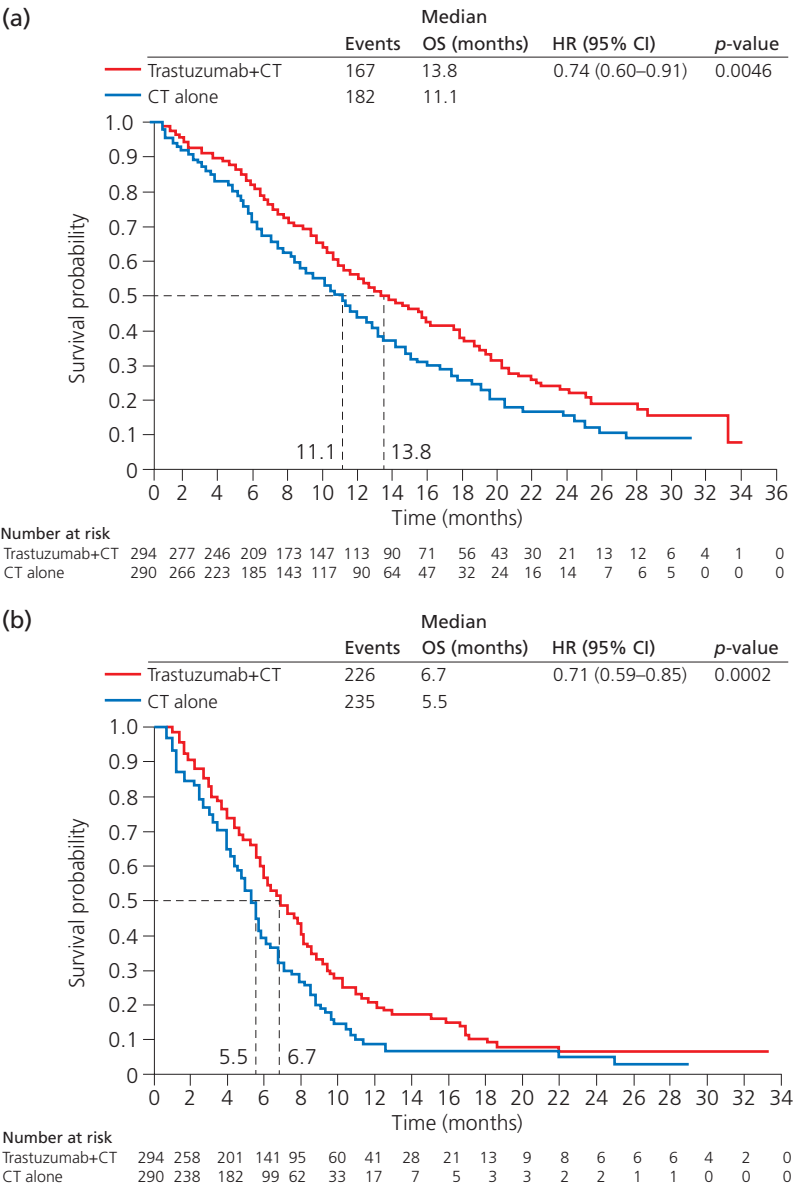 (a)
Median
Events OS (months) HR (95% CI) p-value
Trastuzumab+CT 167 13.8 0.74 (0.60–0.91) 0.0046
CT alone 182 11.1
1.0
0.9
0.8
0.7
0.6
0.5
0.4
0.3
0.2
0.1
0
Survival probability
11.1 13.8
0 2 4 6 8 10 12 14 16 18 20 22 24 26 28 30 32 34 36
Time (months)
Number at risk
Trastuzumab+CT 294 277 246 209 173 147 113 90 71 56 43 30 21 13 12 6 4 1 0
CT alone 290 266 223 185 143 117 90 64 47 32 24 16 14 7 6 5 0 0 0
(b)
Median
Events OS (months) HR (95% CI) p-value
Trastuzumab+CT 226 6.7 0.71 (0.59–0.85) 0.0002
CT alone 235 5.5
1.0
0.9
0.8
0.7
0.6
0.5
0.4
0.3
0.2
0.1
0
Survival probability
5.5 6.7
0 2 4 6 8 10 12 14 16 18 20 22 24 26 28 30 32 34
Time (months)
Number at risk
Trastuzumab+CT 294 258 201 141 95 60 41 28 21 13 9 8 6 6 6 4 2 0
CT alone 290 238 182 99 62 33 17 7 5 3 3 2 2 1 1 0 0 0